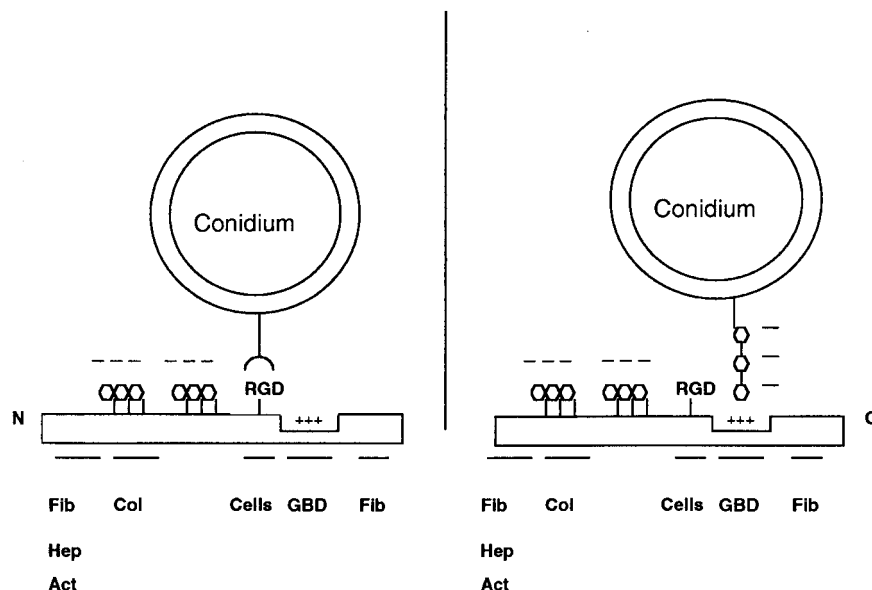 Conidium
Conidium
RGD
RGD
N
+++
+++
C
Fib Col Cells GBD Fib
Fib Col Cells GBD Fib
Hep
Hep
Act
Act